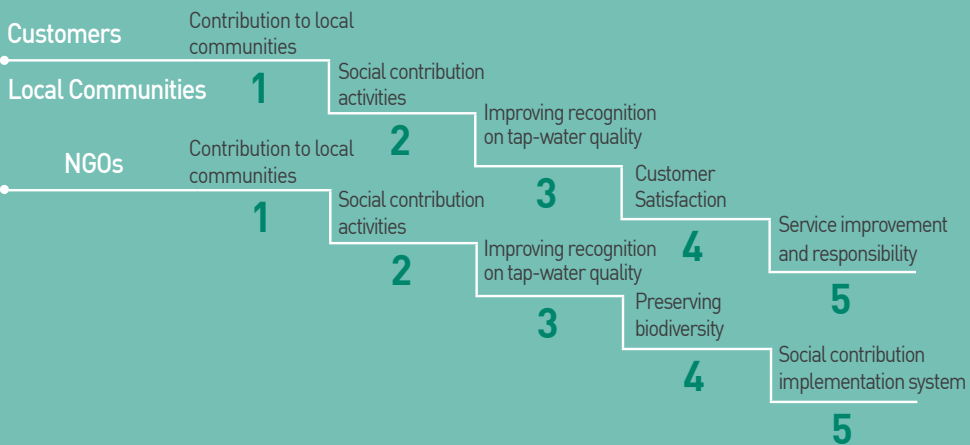 Customers
Local Communities
Contribution to local
communities
1
Social contribution
activities
2
Improving recognition
on tap-water quality
3
Customer
Satisfaction
4
Service improvement
and responsibility
5
NGOs
Contribution to local
communities
1
Social contribution
activities
2
Improving recognition
on tap-water quality
3
Preserving
biodiversity
4
Social contribution
implementation system
5